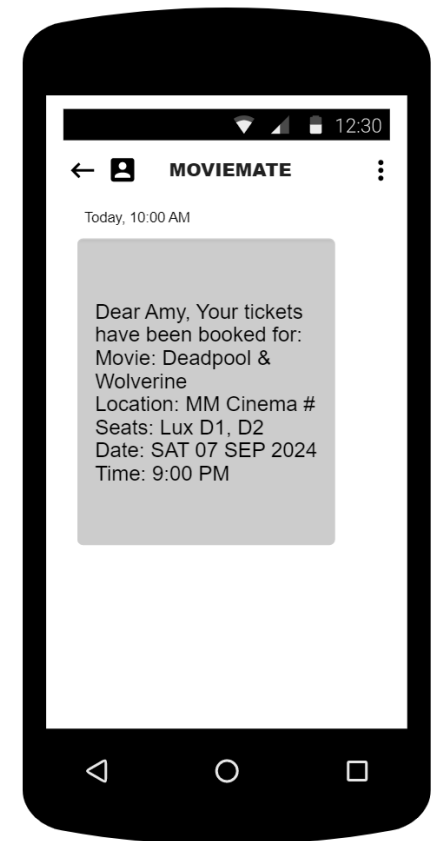 12:30
MOVIEMATE
Today, 10:00 AM
Dear Amy, Your tickets
have been booked for:
Movie: Deadpool &
Wolverine
Location: MM Cinema #
Seats: Lux D1, D2
Date: SAT 07 SEP 2024
Time: 9:00 PM